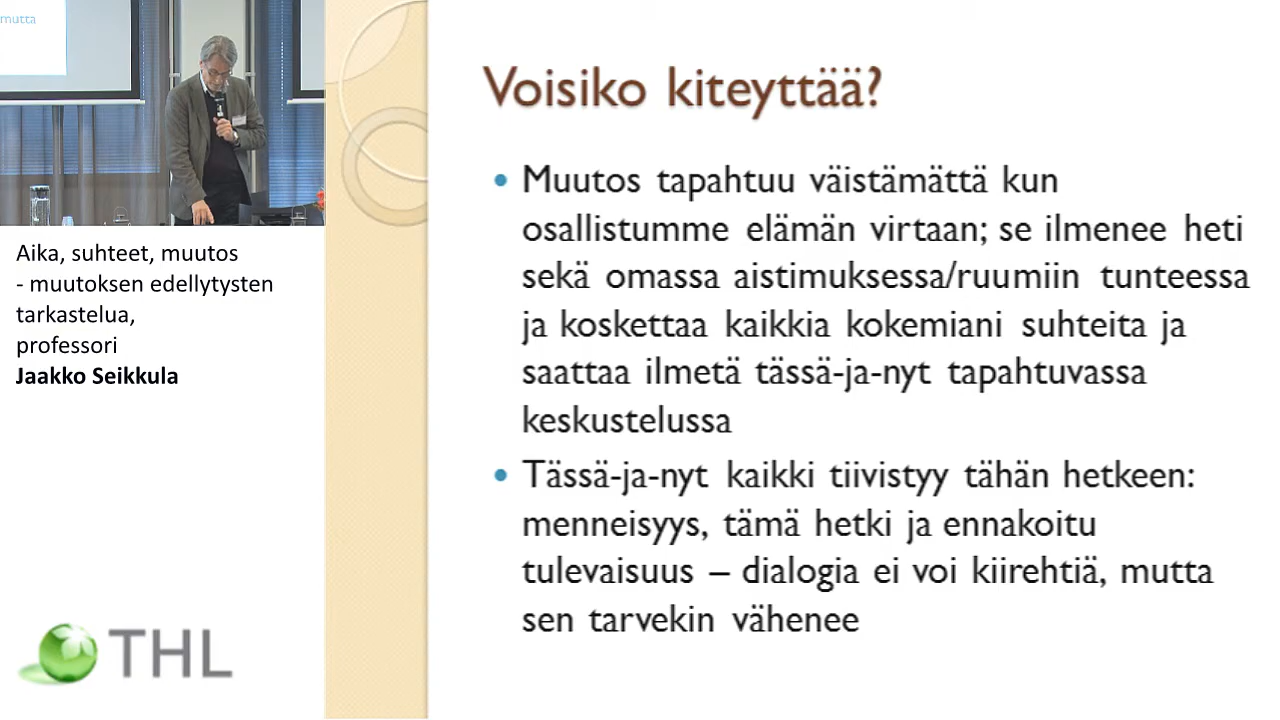 mutta
Aika, suhteet, muutos
- muutoksen edellytysten
tarkastelua,
professori
Jaakko Seikkula
THL
Voisiko kiteyttää?
• Muutos tapahtuu väistämättä kun
osallistumme elämän virtaan; se ilmenee heti
sekä omassa aistimuksessa/ruumiin tunteessa
ja koskettaa kaikkia kokemiani suhteita ja
saattaa ilmetä tässä-ja-nyt tapahtuvassa
keskustelussa
• Tässä-ja-nyt kaikki tiivistyy tähän hetkeen:
menneisyys, tämä hetki ja ennakoitu
tulevaisuus – dialogia ei voi kiirehtiä, mutta
sen tarvekin vähenee